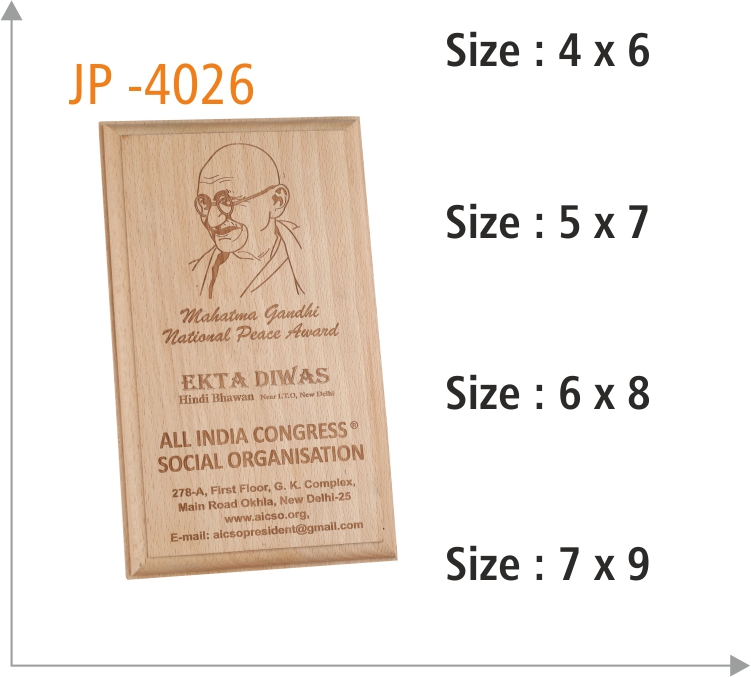 JP -4026
Mahatma Gandhi
National Peace Award
EKTA DIWAS
Hindi Bhawan Near I.T.O, New Delhi
ALL INDIA CONGRESS®
SOCIAL ORGANISATION
278-A, First Floor, G. K. Complex,
Main Road Okhla, New Delhi-25
www.aicso.org,
E-mail: aicsopresident@gmail.com
Size : 4 x 6
Size : 5 x 7
Size : 6 x 8
Size : 7 x 9